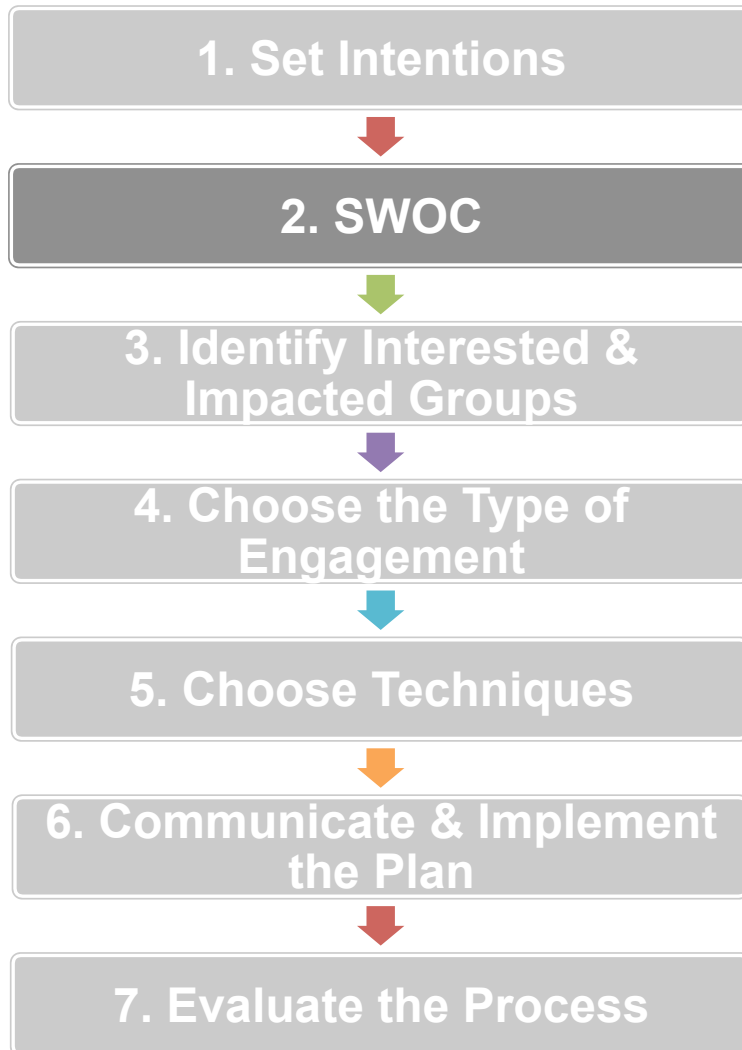 1. Set Intentions
2. SWOC
3. Identify Interested &
Impacted Groups
4. Choose the Type of
Engagement
5. Choose Techniques
6. Communicate & Implement
the Plan
7. Evaluate the Process